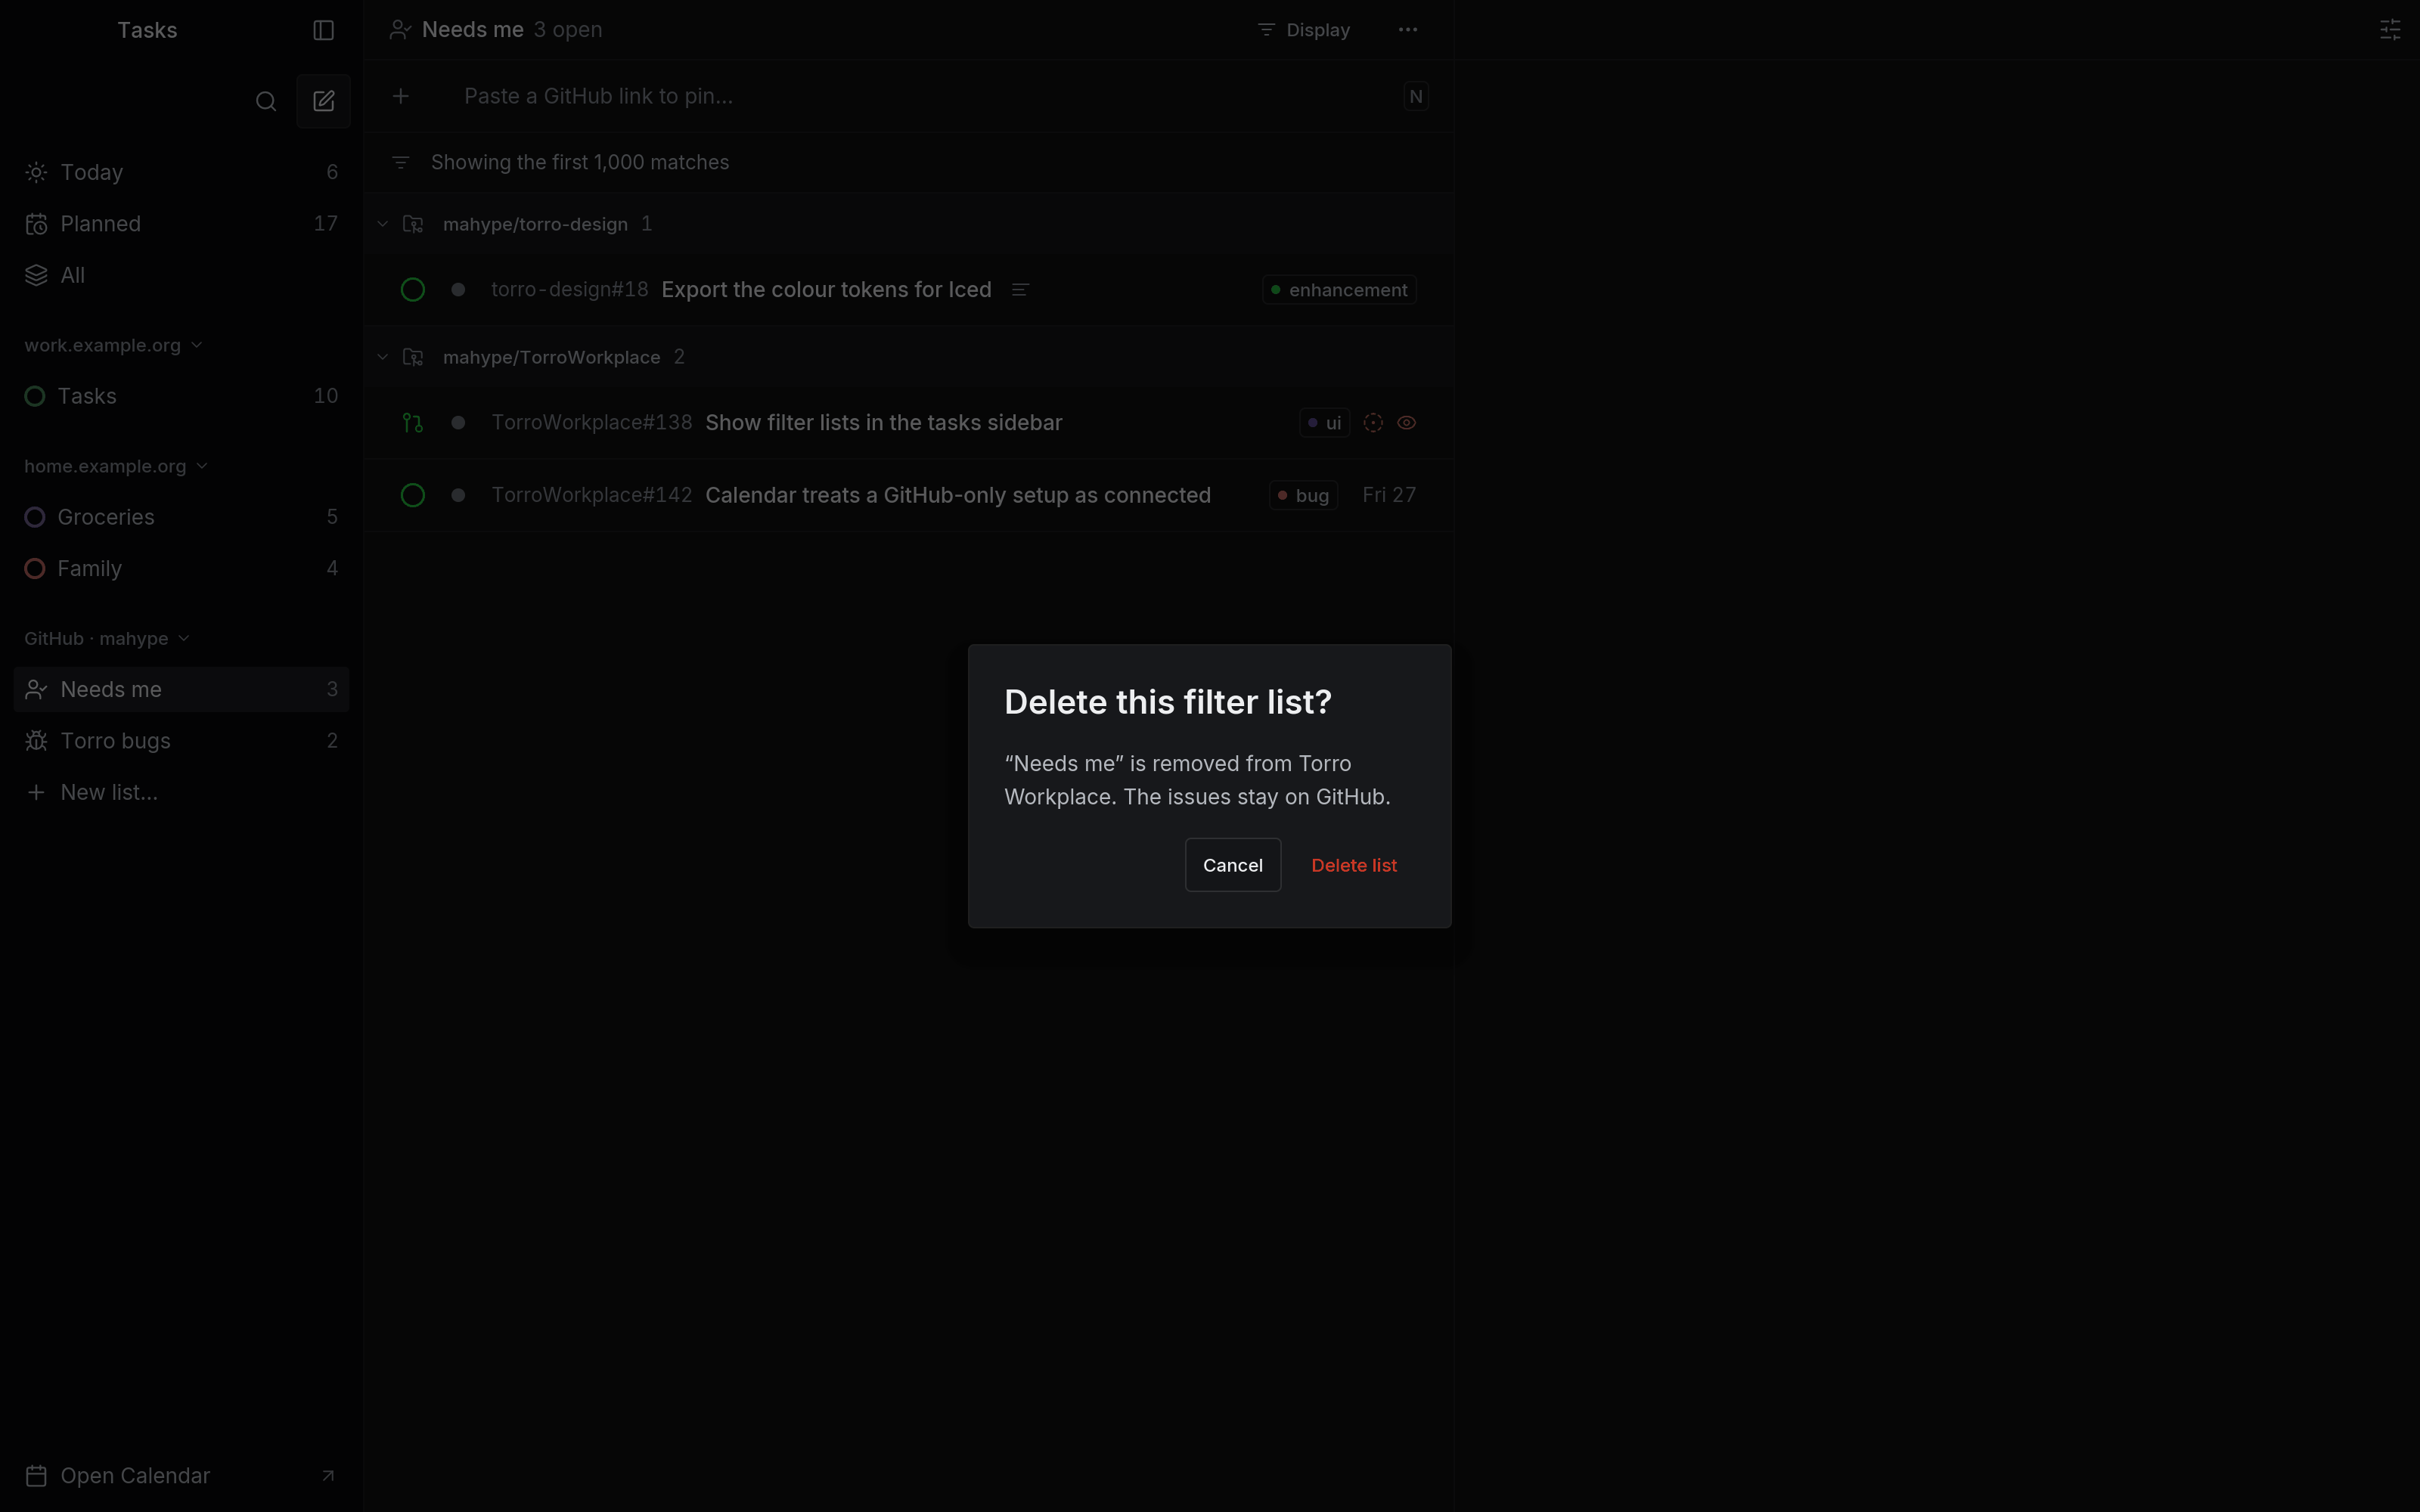 Tasks
Today 6
Planned 17
All
work.example.org
Tasks 10
home.example.org
Groceries 5
Family 4
GitHub · mahype
Needs me 3
Torro bugs 2
New list...
Open Calendar
Needs me 3 open
Display
Paste a GitHub link to pin... N
Showing the first 1,000 matches
mahype/torro-design 1
torro-design#18 Export the colour tokens for Iced enhancement
mahype/TorroWorkplace 2
TorroWorkplace#138 Show filter lists in the tasks sidebar ui
TorroWorkplace#142 Calendar treats a GitHub-only setup as connected bug Fri 27
Delete this filter list?
“Needs me” is removed from Torro
Workplace. The issues stay on GitHub.
Cancel Delete list